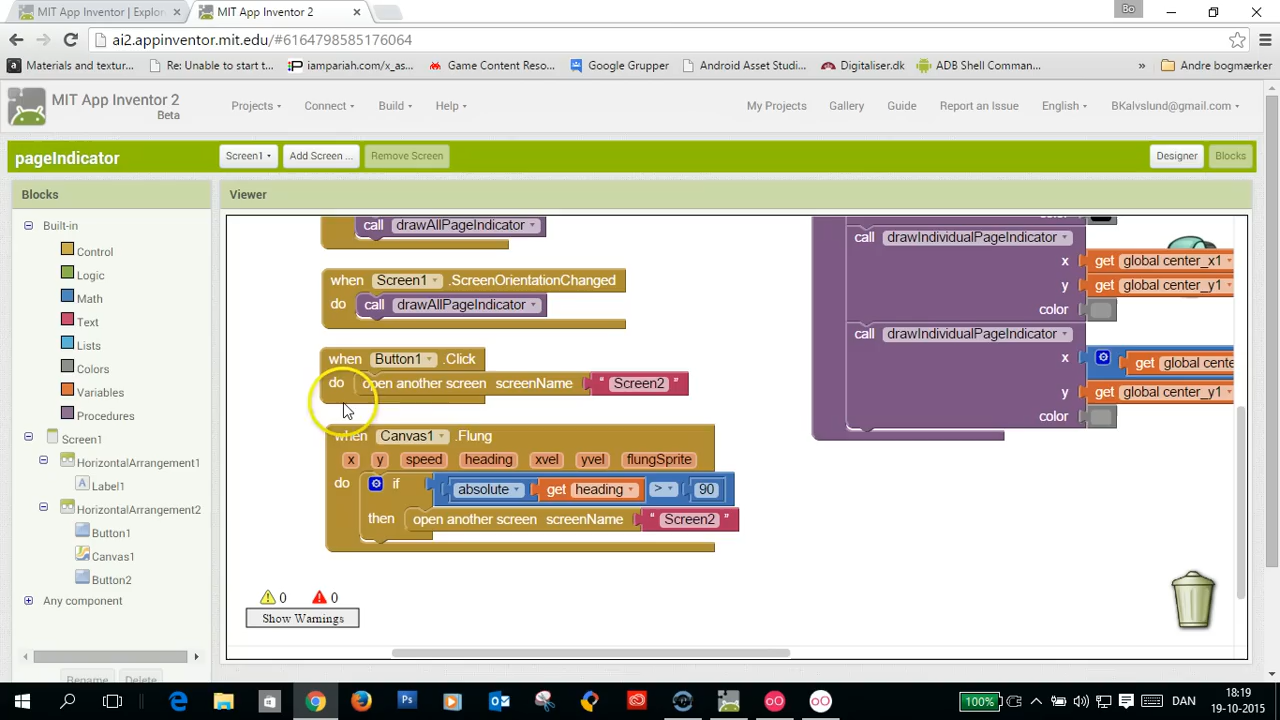 MIT App Inventor | Explor
MIT App Inventor 2
Bo
ai2.appinventor.mit.edu/#6164798585176064
Materials and textur...
Re: Unable to start t
iampariah.com/x_as...
Game Content Reso...
Google Grupper
Android Asset Studi...
Digitaliser.dk
ADB Shell Comman...
»
Andre bogmærker
MIT App Inventor 2
Beta
Projects
Connect
Build
Help
My Projects
Gallery
Guide
Report an Issue
English
BKalvslund@gmail.com
pageIndicator
Screen1
Add Screen ...
Remove Screen
Designer
Blocks
Blocks
Viewer
Built-in
Control
Logic
Math
Text
Lists
Colors
Variables
Procedures
Screen1
HorizontalArrangement1
Label1
HorizontalArrangement2
Button1
Canvas1
Button2
Any component
Rename
Delete
call drawAllPageIndicator
when Screen1 .ScreenOrientationChanged
do call drawAllPageIndicator
when Button1 .Click
do open another screen screenName " Screen2 "
when Canvas1 .Flung
x y speed heading xvel yvel flungSprite
do if absolute get heading > 90
then open another screen screenName " Screen2 "
color
call drawIndividualPageIndicator
x get global center_x1
y get global center_y1
color
call drawIndividualPageIndicator
x get global cente
y get global center_y1
color
0 0
Show Warnings
100%
DAN
18:19
19-10-2015